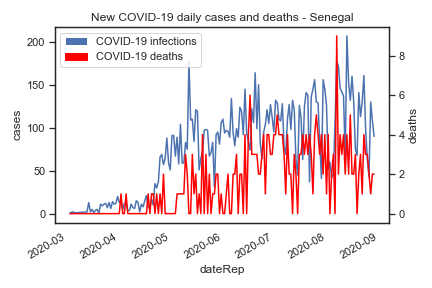 New COVID-19 daily cases and deaths - Senegal
COVID-19 infections
COVID-19 deaths
cases
200
150
100
50
0
deaths
8
6
4
2
0
2020-03
2020-04
2020-05
2020-06
2020-07
2020-08
2020-09
dateRep